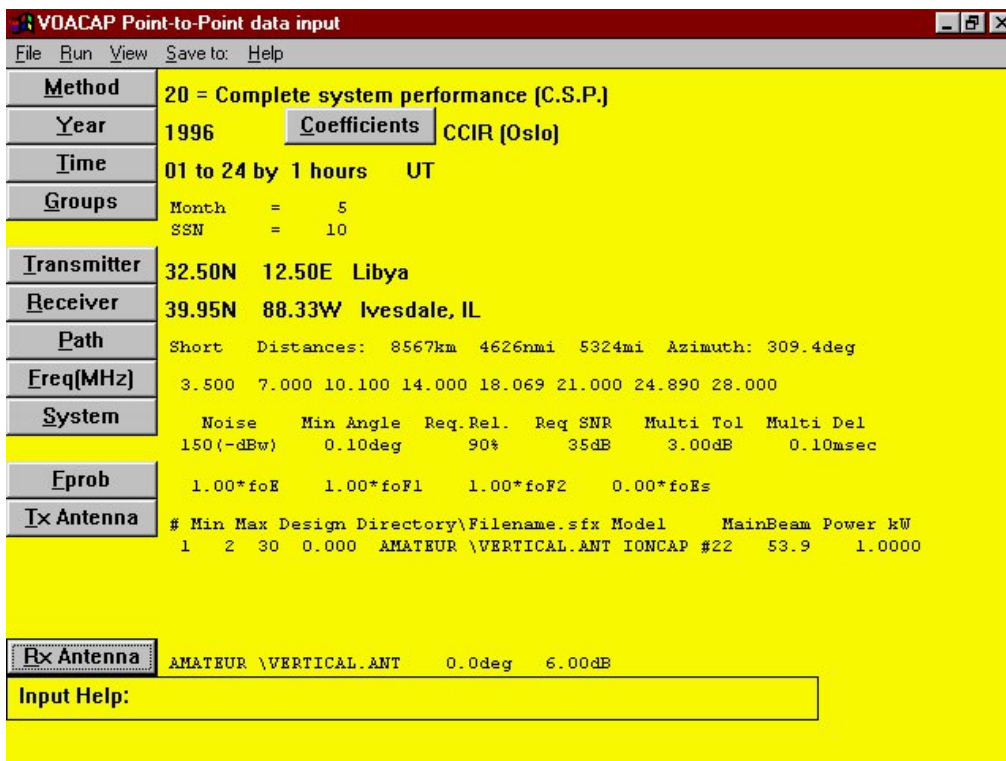 VOACAP Point-to-Point data input
File Run View Save to: Help
Method 20 = Complete system performance (C.S.P.)
Year 1996 Coefficients CCIR (Oslo)
Time 01 to 24 by 1 hours UT
Groups Month = 5
SSN = 10
Transmitter 32.50N 12.50E Libya
Receiver 39.95N 88.33W Ivesdale, IL
Path Short Distances: 8567km 4626nmi 5324mi Azimuth: 309.4deg
Freq(MHz) 3.500 7.000 10.100 14.000 18.069 21.000 24.890 28.000
System Noise Min Angle Req.Rel. Req SNR Multi Tol Multi Del
150(-dBw) 0.10deg 90% 35dB 3.00dB 0.10msec
Fprob 1.00*foE 1.00*foF1 1.00*foF2 0.00*foEs
Tx Antenna # Min Max Design Directory\Filename.sfx Model MainBeam Power kW
1 2 30 0.000 AMATEUR \VERTICAL.ANT IONCAP #22 53.9 1.0000
Rx Antenna AMATEUR \VERTICAL.ANT 0.0deg 6.00dB
Input Help: